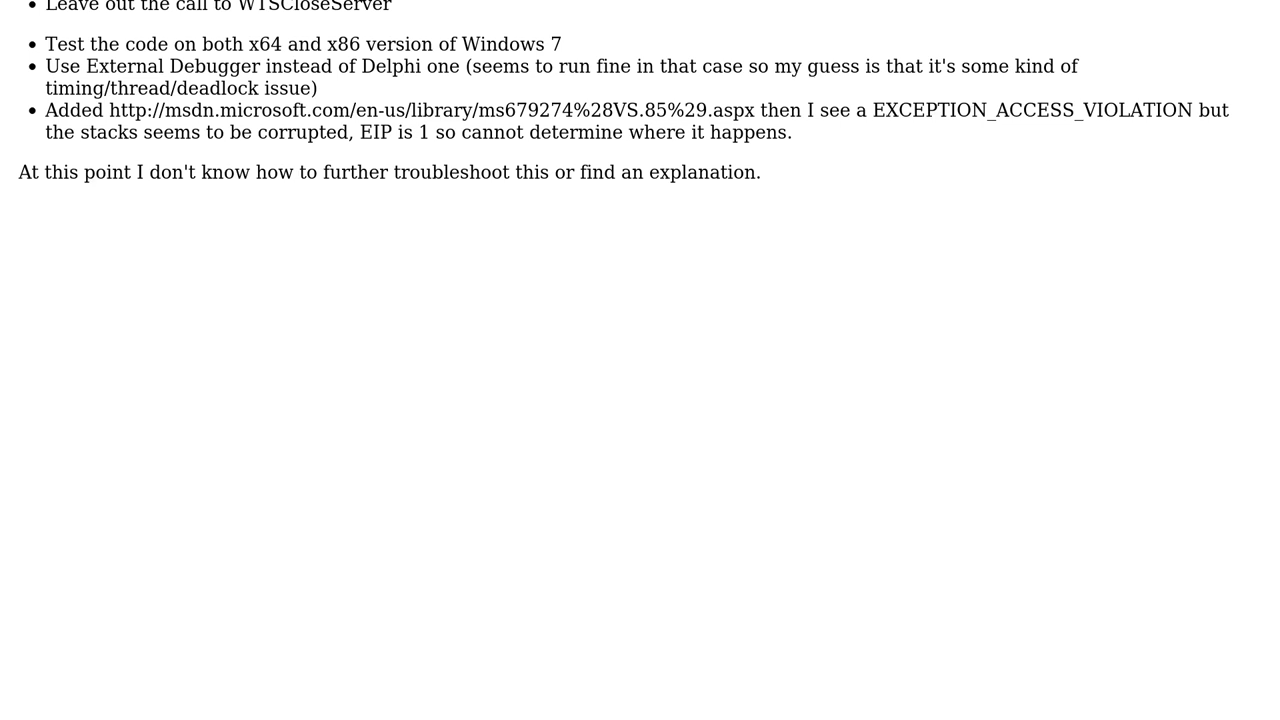 Leave out the call to WTSCloseServer
Test the code on both x64 and x86 version of Windows 7
Use External Debugger instead of Delphi one (seems to run fine in that case so my guess is that it's some kind of
timing/thread/deadlock issue)
Added http://msdn.microsoft.com/en-us/library/ms679274%28VS.85%29.aspx then I see a EXCEPTION_ACCESS_VIOLATION but
the stacks seems to be corrupted, EIP is 1 so cannot determine where it happens.
At this point I don't know how to further troubleshoot this or find an explanation.